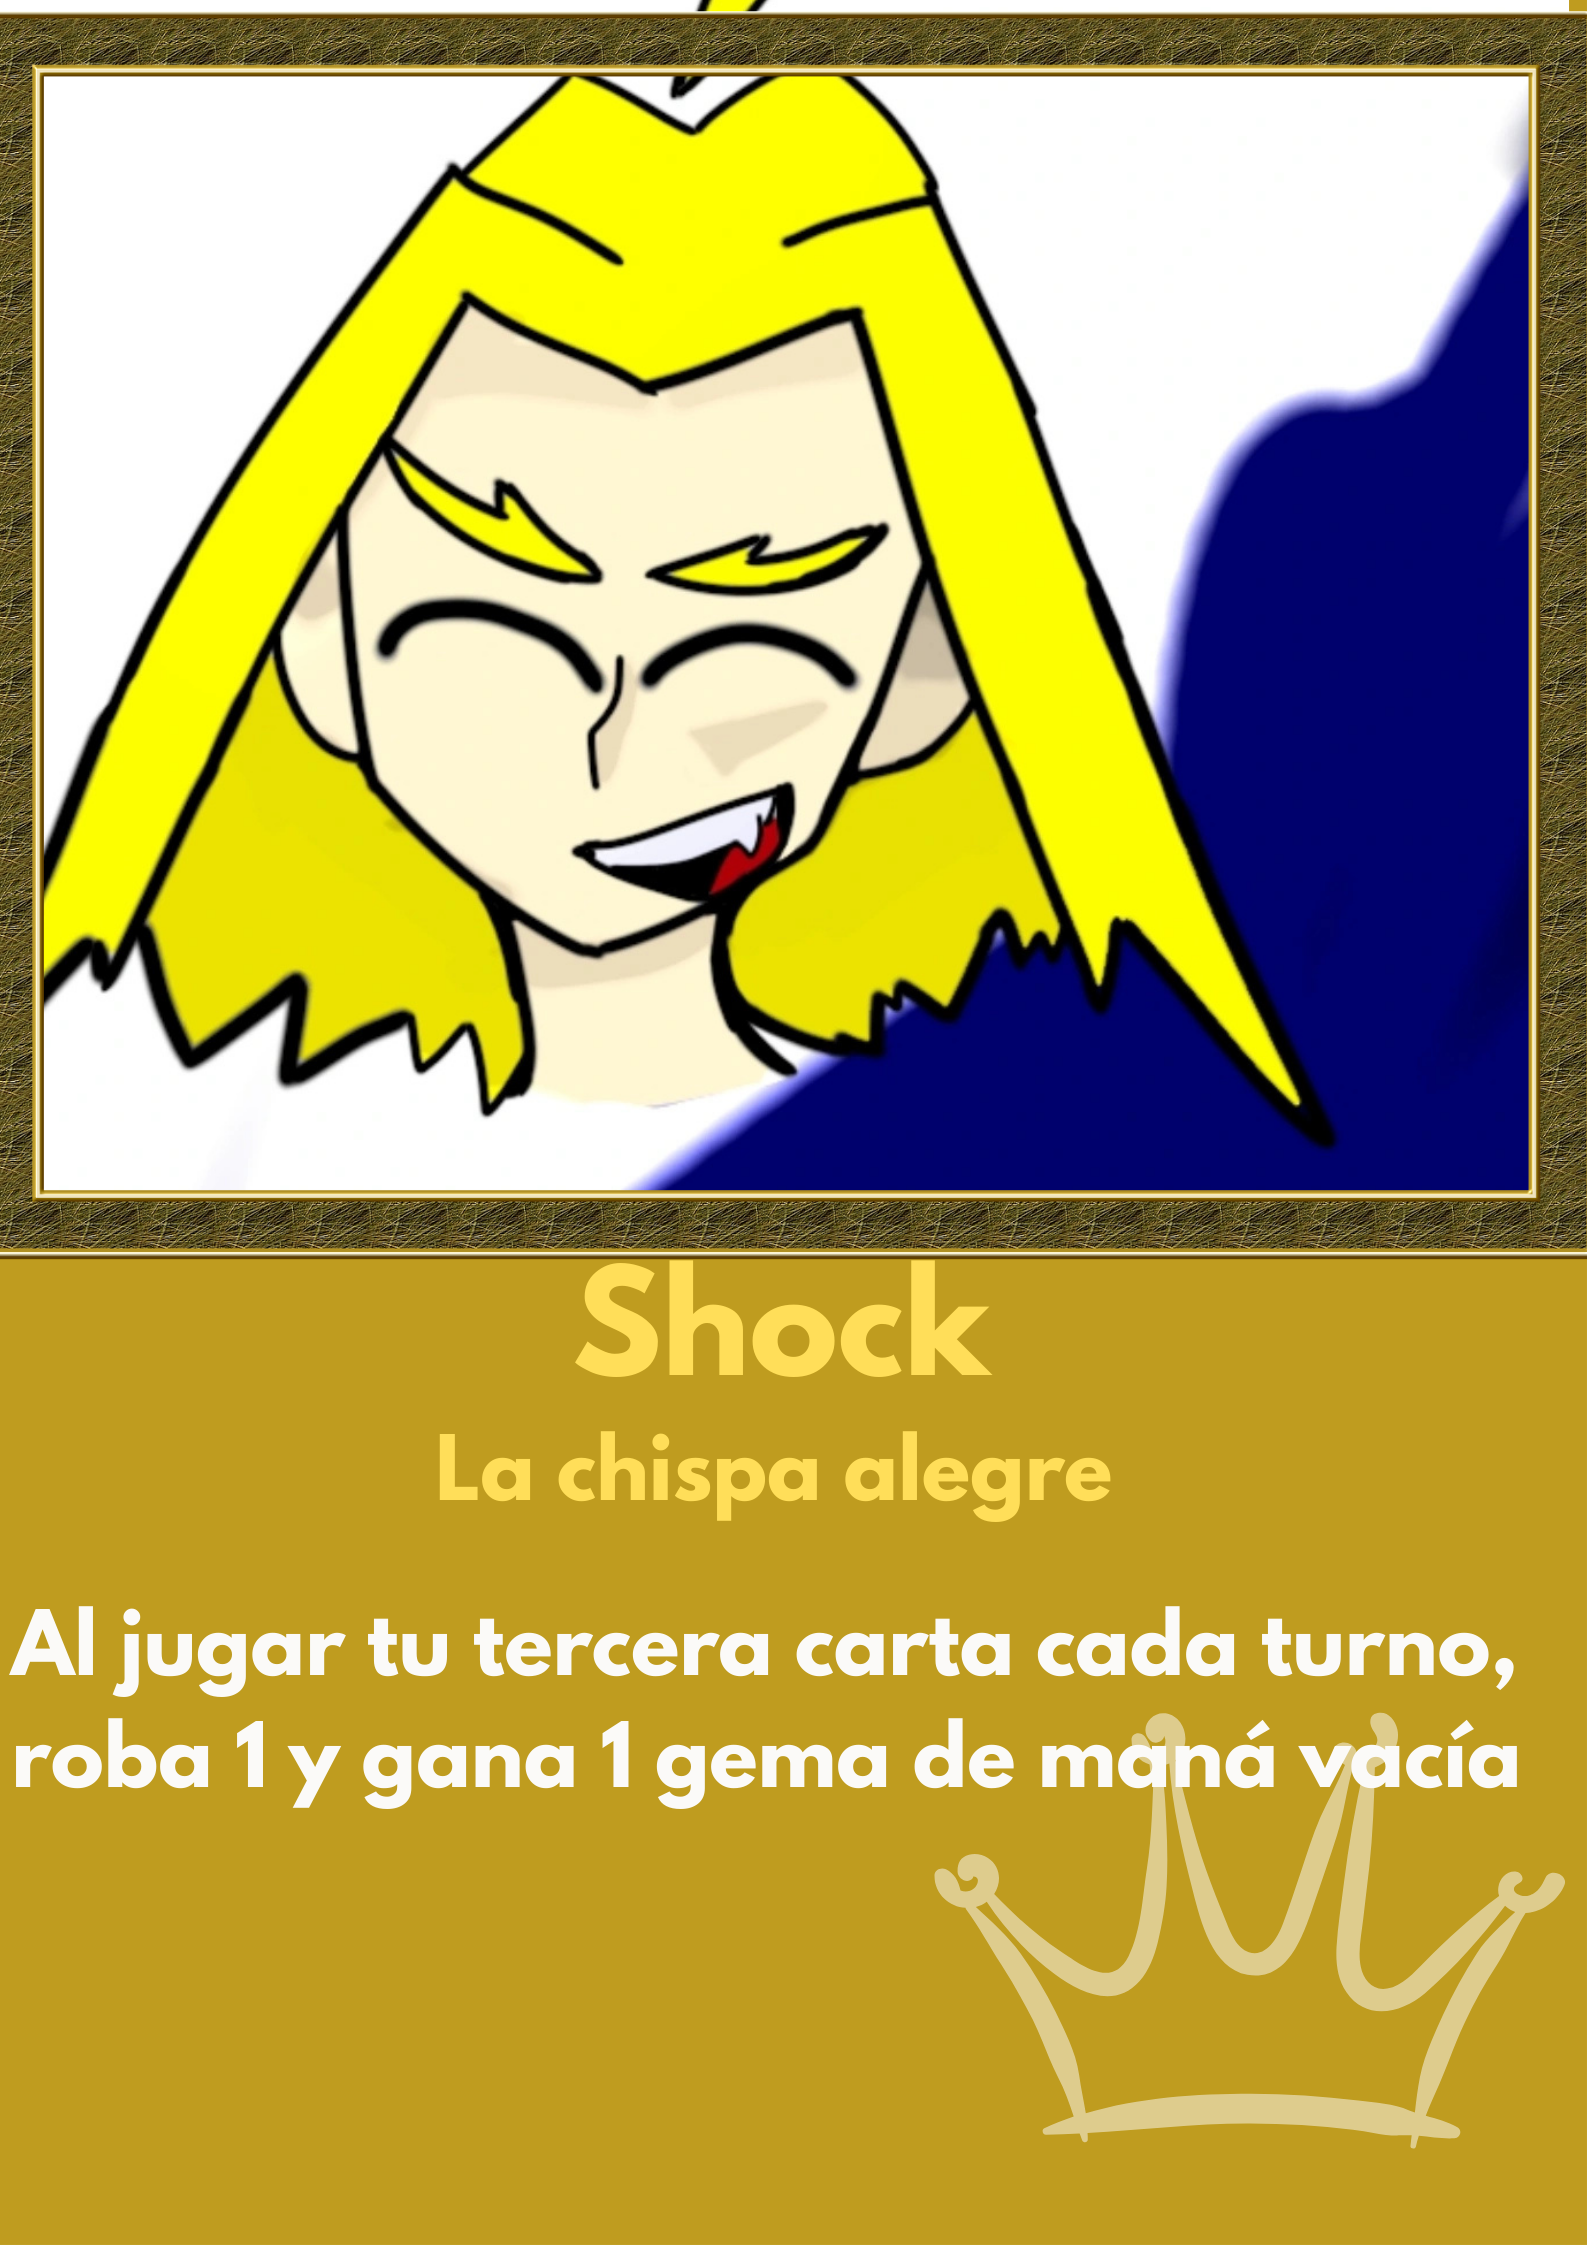 Shock
La chispa alegre
Al jugar tu tercera carta cada turno,
roba 1 y gana 1 gema de maná vacía